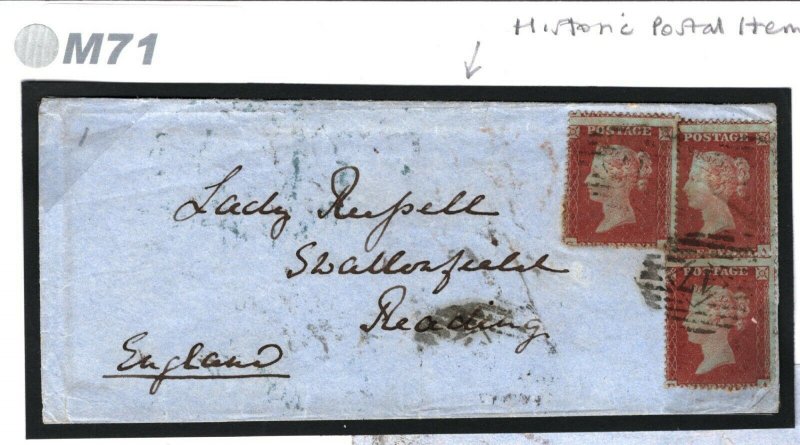 M71
Historic Postal Item
POSTAGE
POSTAGE
Lady Russell
Swallowfield
POSTAGE
Reading
England